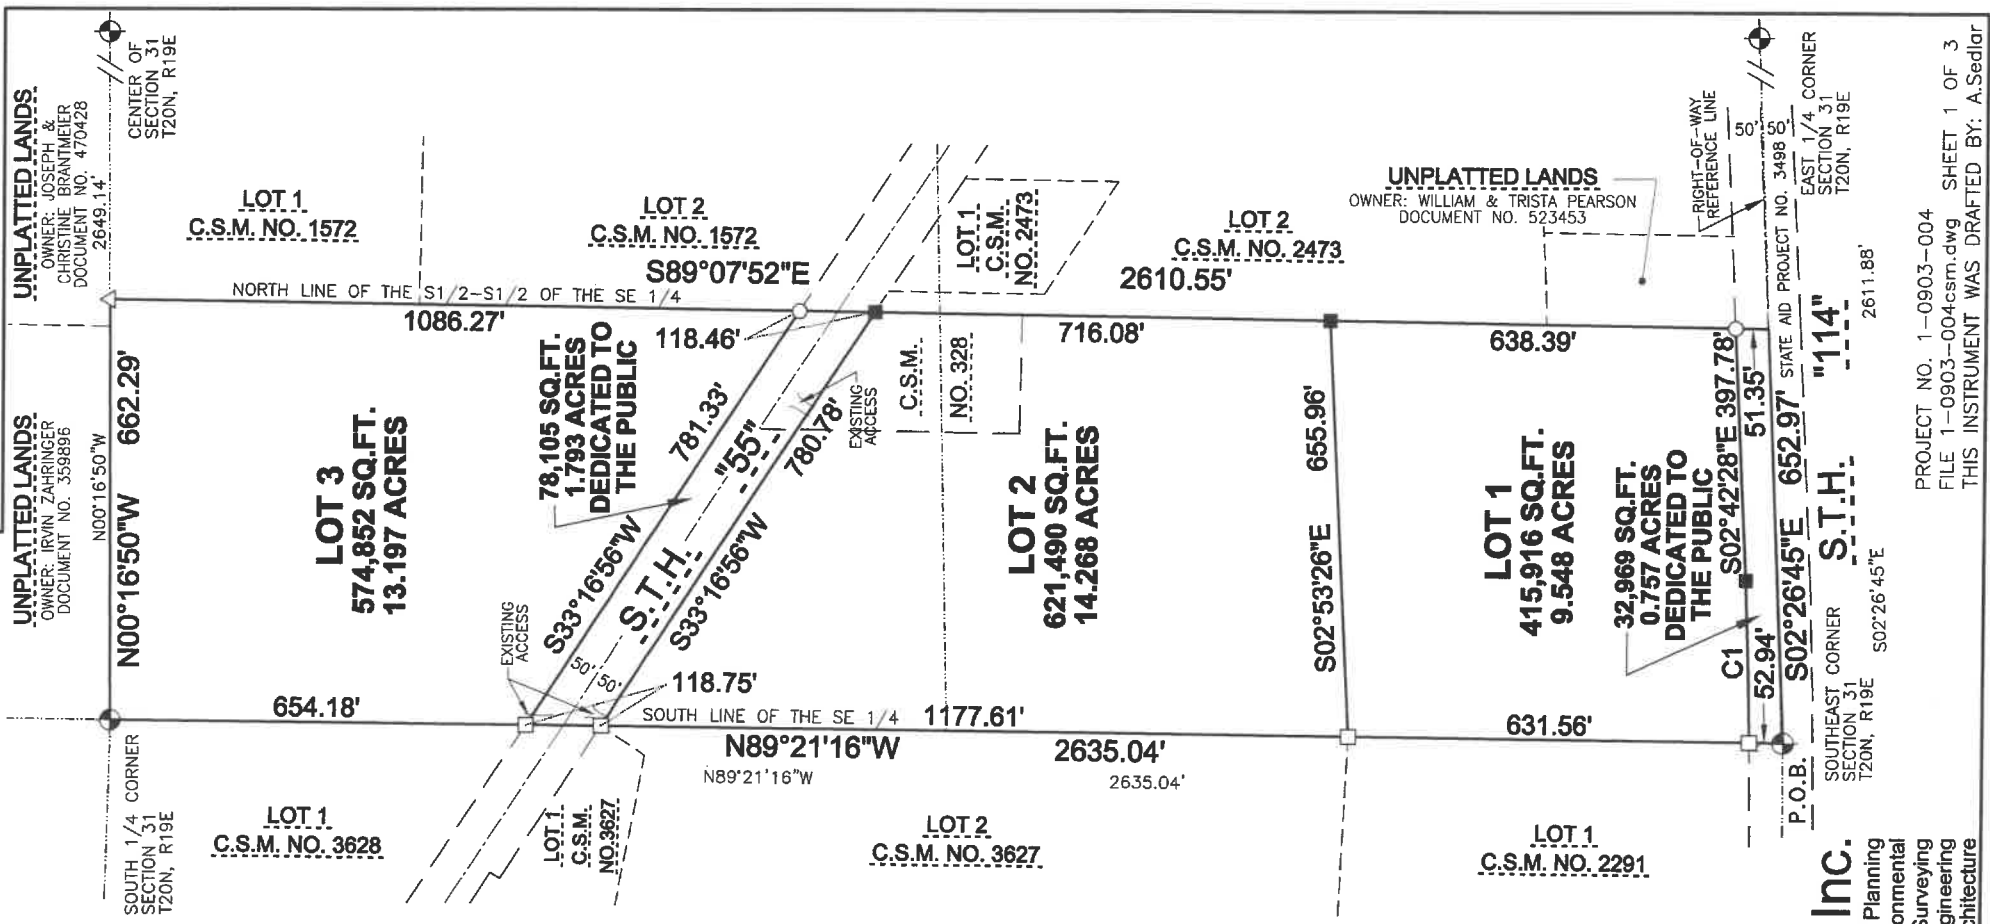 UNPLATTED LANDS
OWNER: JOSEPH &
CHRISTINE BRANTMEIER
DOCUMENT NO. 470428
2649.14'
CENTER OF
SECTION 31
T20N, R19E
LOT 1
C.S.M. NO. 1572
LOT 2
C.S.M. NO. 1572
LOT 1
C.S.M.
NO. 2473
LOT 2
C.S.M. NO. 2473
UNPLATTED LANDS
OWNER: WILLIAM & TRISTA PEARSON
DOCUMENT NO. 523453
RIGHT-OF-WAY
REFERENCE LINE
50' 50'
EAST 1/4 CORNER
SECTION 31
T20N, R19E
STATE AID PROJECT NO. 3498
NORTH LINE OF THE S1/2-S1/2 OF THE SE 1/4
S89°07'52"E
2610.55'
1086.27'
118.46'
716.08'
638.39'
UNPLATTED LANDS
OWNER: IRVIN ZAHRINGER
DOCUMENT NO. 359896
N00°16'50"W
N00°16'50"W 662.29'
LOT 3
574,852 SQ.FT.
13.197 ACRES
78,105 SQ.FT.
1.793 ACRES
DEDICATED TO
THE PUBLIC
781.33'
S33°16'56"W
S.T.H. "55"
780.78'
S33°16'56"W
EXISTING
ACCESS
C.S.M.
NO. 328
LOT 2
621,490 SQ.FT.
14.268 ACRES
655.96'
S02°53'26"E
LOT 1
415,916 SQ.FT.
9.548 ACRES
32,969 SQ.FT.
0.757 ACRES
DEDICATED TO
THE PUBLIC
S02°42'28"E 397.78'
51.35'
C1
52.94'
S02°26'45"E 652.97'
S.T.H. "114"
S02°26'45"E
2611.88'
EXISTING
ACCESS
50' 50'
118.75'
654.18'
SOUTH LINE OF THE SE 1/4
1177.61'
631.56'
N89°21'16"W
2635.04'
N89°21'16"W
2635.04'
P.O.B.
SOUTHEAST CORNER
SECTION 31
T20N, R19E
SOUTH 1/4 CORNER
SECTION 31
T20N, R19E
LOT 1
C.S.M. NO. 3628
LOT 1
C.S.M.
NO.3627
LOT 2
C.S.M. NO. 3627
LOT 1
C.S.M. NO. 2291
Inc.
Planning
onmental
Surveying
gineering
chitecture
PROJECT NO. 1-0903-004
FILE 1-0903-004csm.dwg SHEET 1 OF 3
THIS INSTRUMENT WAS DRAFTED BY: A.Sedlar